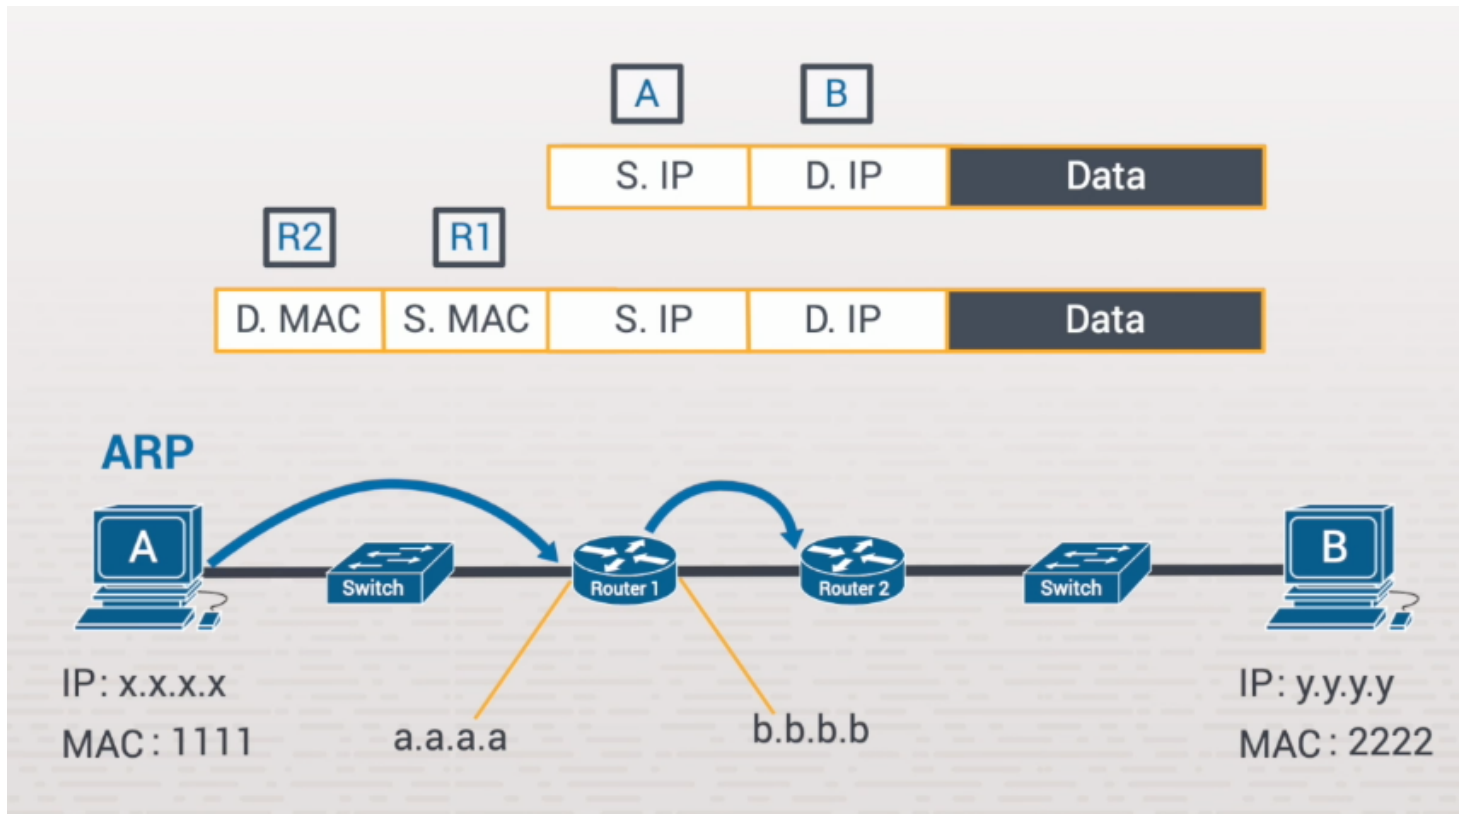 A B
S. IP D. IP Data
R2 R1
D. MAC S. MAC S. IP D. IP Data
ARP
A Switch Router 1 Router 2 Switch B
IP: x.x.x.x
MAC: 1111
a.a.a.a
b.b.b.b
IP: y.y.y.y
MAC: 2222